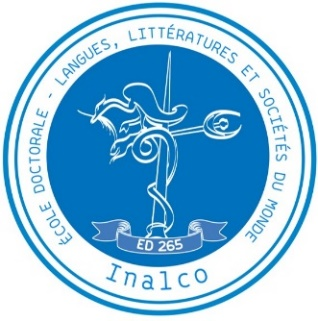 ÉCOLE DOCTORALE - LANGUES, LITTÉRATURES ET SOCIÉTÉS DU MONDE
ED 265
Inalco